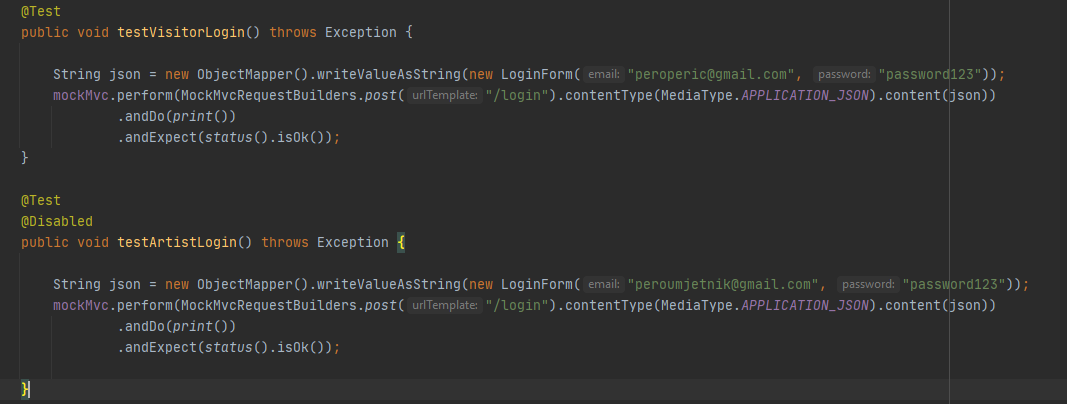 @Test
public void testVisitorLogin() throws Exception {
String json = new ObjectMapper().writeValueAsString(new LoginForm( email: "peroperic@gmail.com", password: "password123"));
mockMvc.perform(MockMvcRequestBuilders.post( urlTemplate: "/login").contentType(MediaType.APPLICATION_JSON).content(json))
.andDo(print())
.andExpect(status().isOk());
}
@Test
@Disabled
public void testArtistLogin() throws Exception {
String json = new ObjectMapper().writeValueAsString(new LoginForm( email: "peroumjetnik@gmail.com", password: "password123"));
mockMvc.perform(MockMvcRequestBuilders.post( urlTemplate: "/login").contentType(MediaType.APPLICATION_JSON).content(json))
.andDo(print())
.andExpect(status().isOk());
}